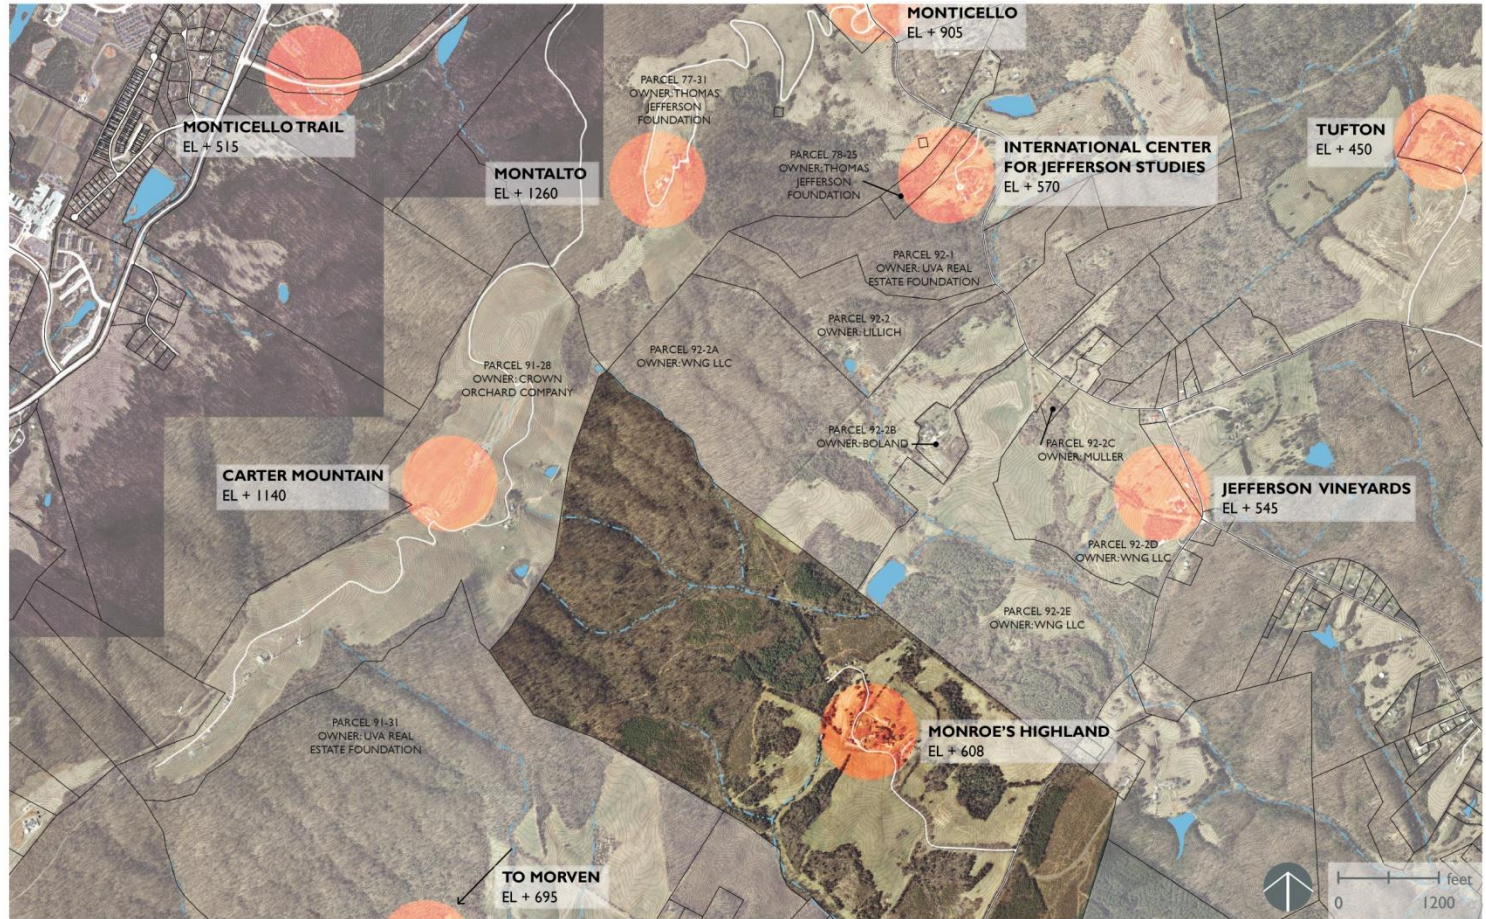 MONTICELLO
EL + 905
PARCEL 77-31
OWNER: THOMAS
JEFFERSON
FOUNDATION
MONTICELLO TRAIL
EL + 515
TUFTON
EL + 450
INTERNATIONAL CENTER
FOR JEFFERSON STUDIES
EL + 570
PARCEL 78-25
OWNER: THOMAS
JEFFERSON
FOUNDATION
MONTALTO
EL + 1260
PARCEL 92-1
OWNER: UVA REAL
ESTATE FOUNDATION
PARCEL 92-2
OWNER: LILLICH
PARCEL 92-2A
OWNER: WNG LLC
PARCEL 91-28
OWNER: CROWN
ORCHARD COMPANY
PARCEL 92-2B
OWNER: BOLAND
PARCEL 92-2C
OWNER: MULLER
CARTER MOUNTAIN
EL + 1140
JEFFERSON VINEYARDS
EL + 545
PARCEL 92-2D
OWNER: WNG LLC
PARCEL 92-2E
OWNER: WNG LLC
PARCEL 91-31
OWNER: UVA REAL
ESTATE FOUNDATION
MONROE'S HIGHLAND
EL + 608
TO MORVEN
EL + 695
feet
0 1200